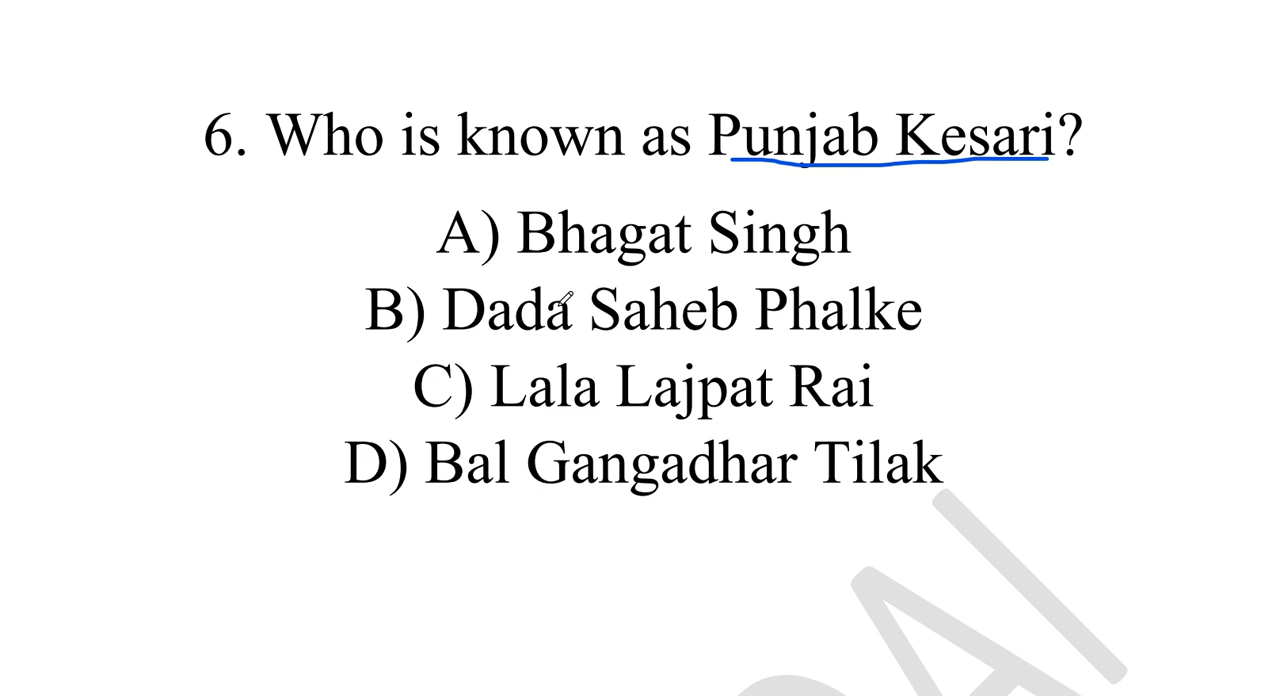 6. Who is known as Punjab Kesari?
A) Bhagat Singh
B) Dada Saheb Phalke
C) Lala Lajpat Rai
D) Bal Gangadhar Tilak